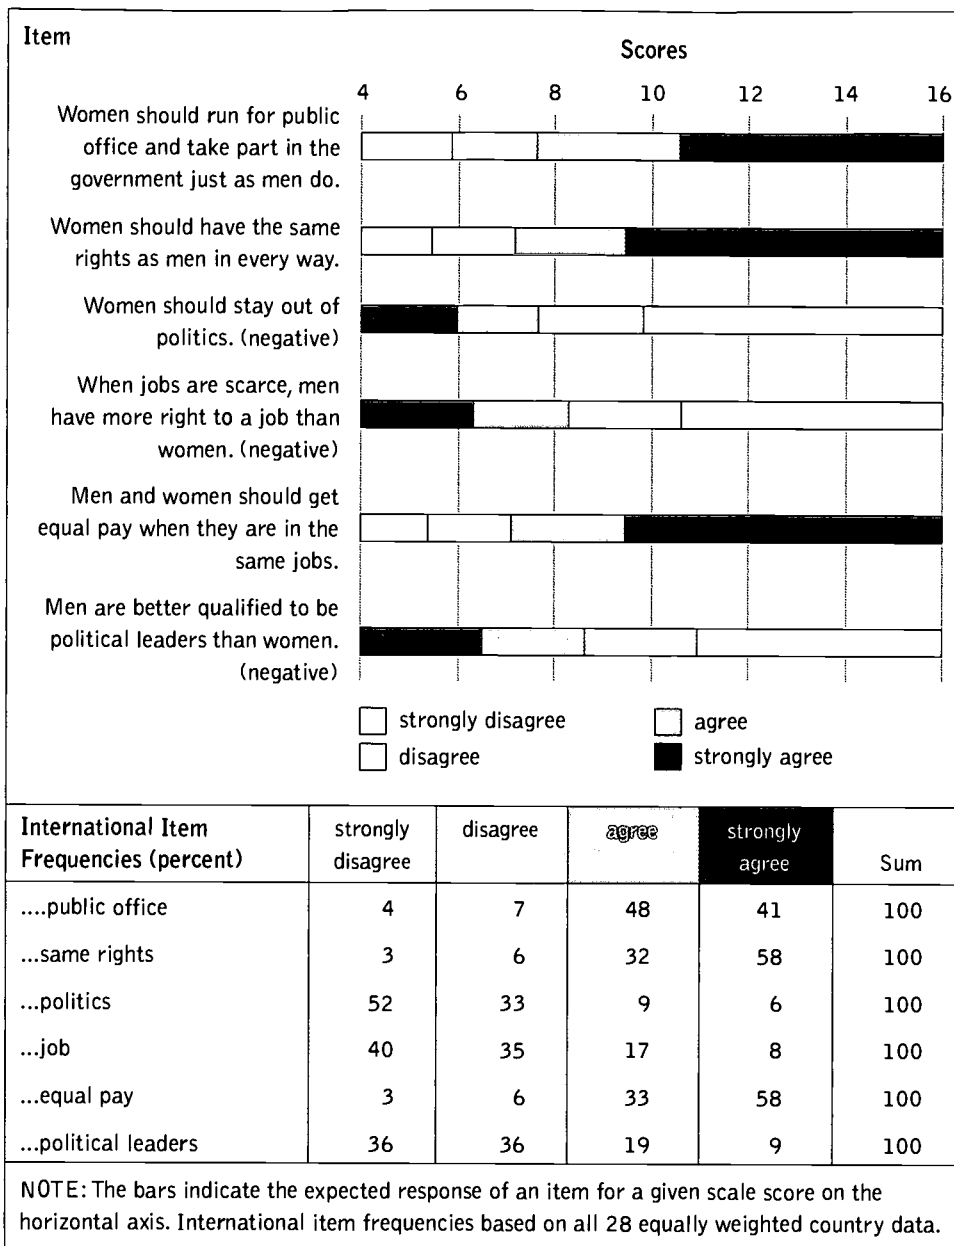 Item
Scores
4 6 8 10 12 14 16
Women should run for public
office and take part in the
government just as men do.
Women should have the same
rights as men in every way.
Women should stay out of
politics. (negative)
When jobs are scarce, men
have more right to a job than
women. (negative)
Men and women should get
equal pay when they are in the
same jobs.
Men are better qualified to be
political leaders than women.
(negative)
strongly disagree
agree
disagree
strongly agree
International Item
Frequencies (percent)
strongly
disagree
disagree
agree
strongly
agree
Sum
....public office 4 7 48 41 100
...same rights 3 6 32 58 100
...politics 52 33 9 6 100
...job 40 35 17 8 100
...equal pay 3 6 33 58 100
...political leaders 36 36 19 9 100
NOTE: The bars indicate the expected response of an item for a given scale score on the
horizontal axis. International item frequencies based on all 28 equally weighted country data.